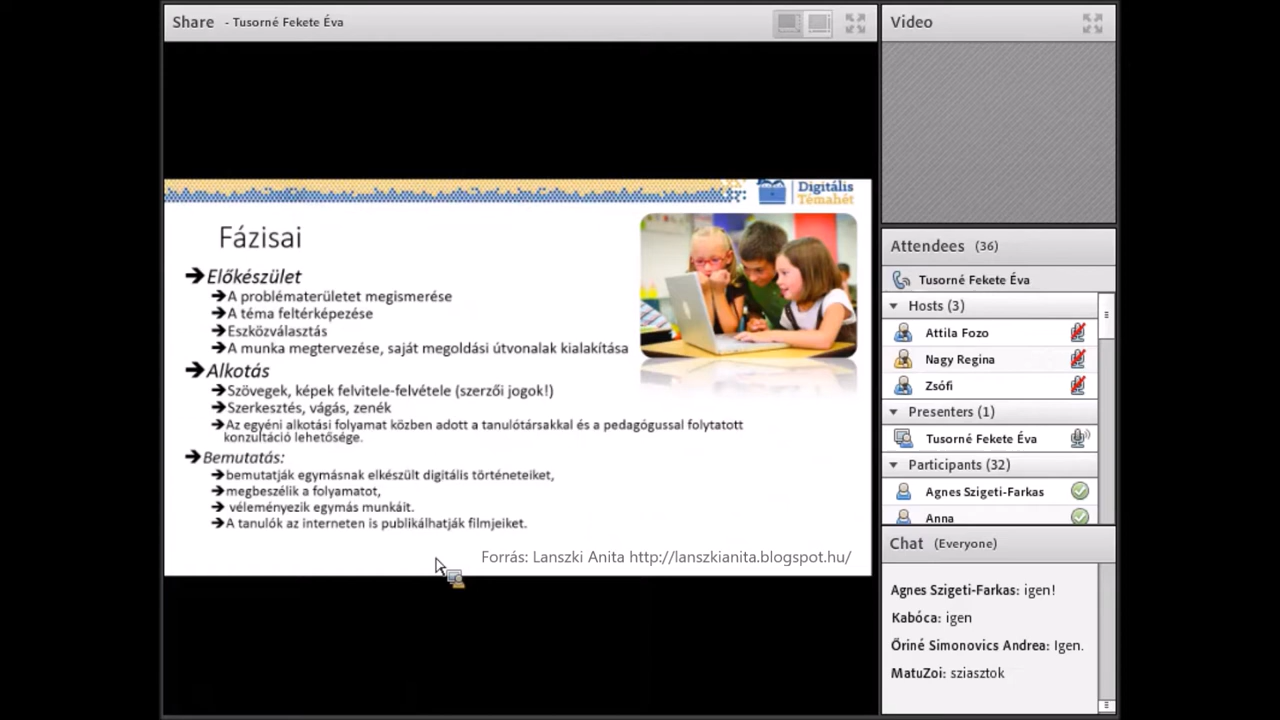 Share - Tusorné Fekete Éva
Digitális
Témahét
Fázisai
Előkészület
A problématerületet megismerése
A téma feltérképezése
Eszközválasztás
A munka megtervezése, saját megoldási útvonalak kialakítása
Alkotás
Szövegek, képek felvitele-felvétele (szerzői jogok!)
Szerkesztés, vágás, zenék
Az egyéni alkotási folyamat közben adott a tanulótársakkal és a pedagógussal folytatott
konzultáció lehetősége.
Bemutatás:
bemutatják egymásnak elkészült digitális történeteiket,
megbeszélik a folyamatot,
véleményezik egymás munkáit.
A tanulók az interneten is publikálhatják filmjeiket.
Forrás: Lanszki Anita http://lanszkianita.blogspot.hu/
Video
Attendees (36)
Tusorné Fekete Éva
Hosts (3)
Attila Fozo
Nagy Regina
Zsófi
Presenters (1)
Tusorné Fekete Éva
Participants (32)
Agnes Szigeti-Farkas
Anna
Chat (Everyone)
Agnes Szigeti-Farkas: igen!
Kabóca: igen
Őriné Simonovics Andrea: Igen.
MatuZoi: sziasztok